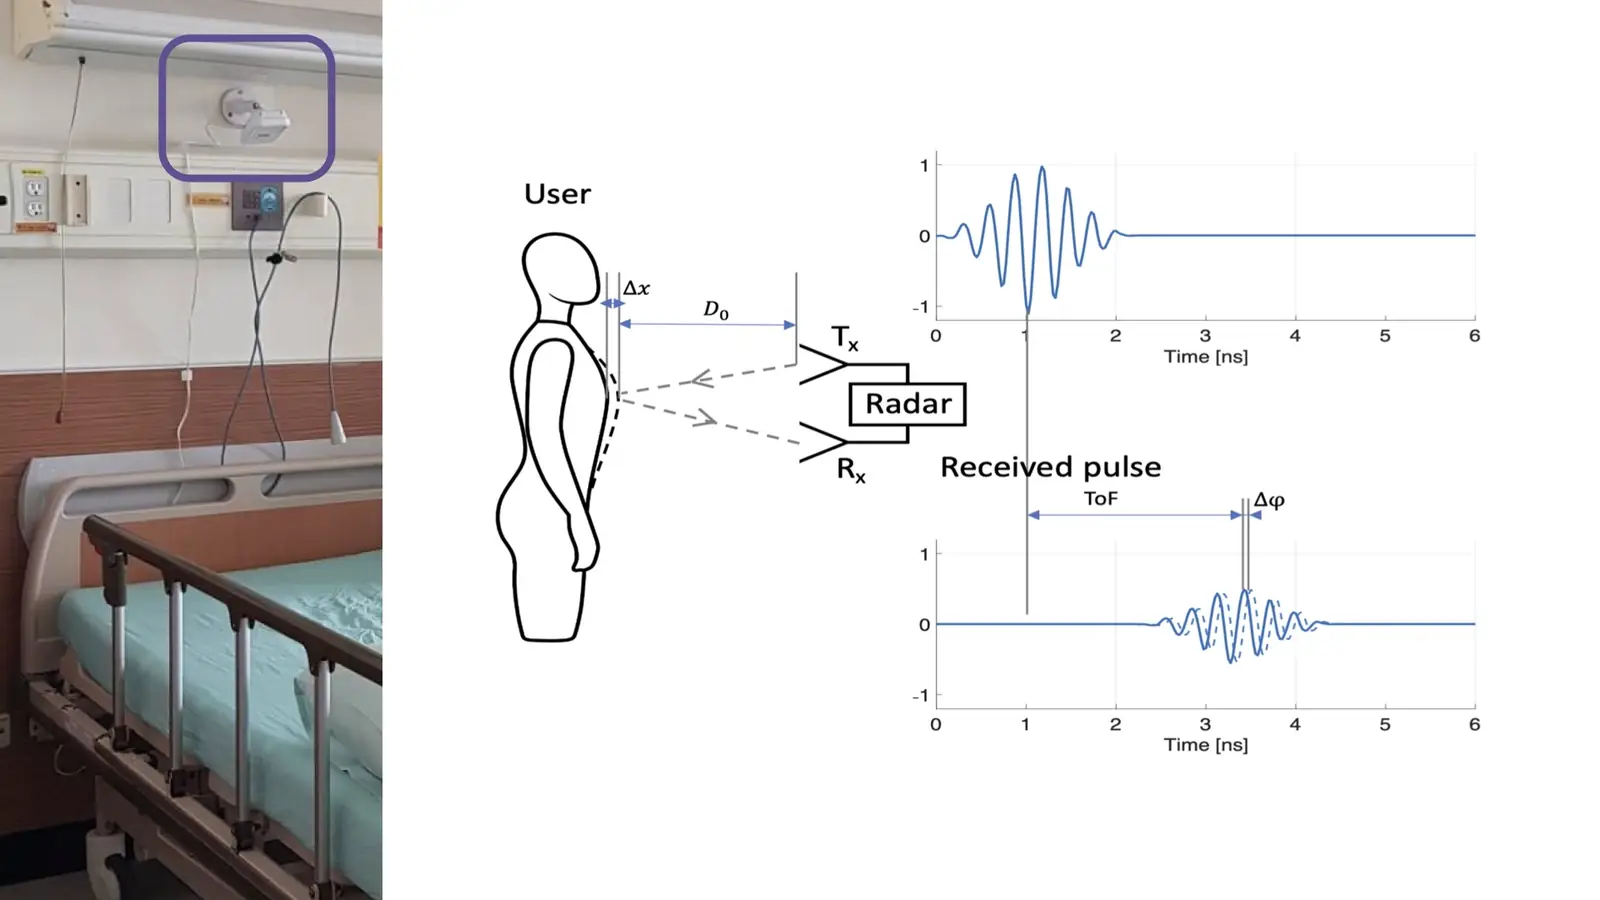 User
Δx
D₀
Tₓ
Radar
Rₓ
1
0
-1
0 1 2 3 4 5 6
Time [ns]
Received pulse
ToF
Δφ
1
0
-1
0 1 2 3 4 5 6
Time [ns]